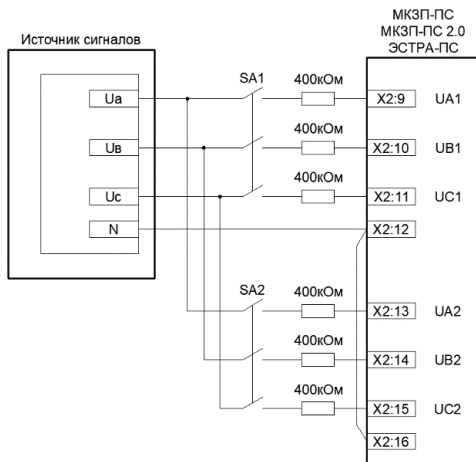 МКЗП-ПС
МКЗП-ПС 2.0
ЭСТРА-ПС
Источник сигналов
SA1
400кОм
Uа
X2:9
UA1
400кОм
Uв
X2:10
UB1
400кОм
Uс
X2:11
UC1
N
X2:12
SA2
400кОм
X2:13
UA2
400кОм
X2:14
UB2
400кОм
X2:15
UC2
X2:16